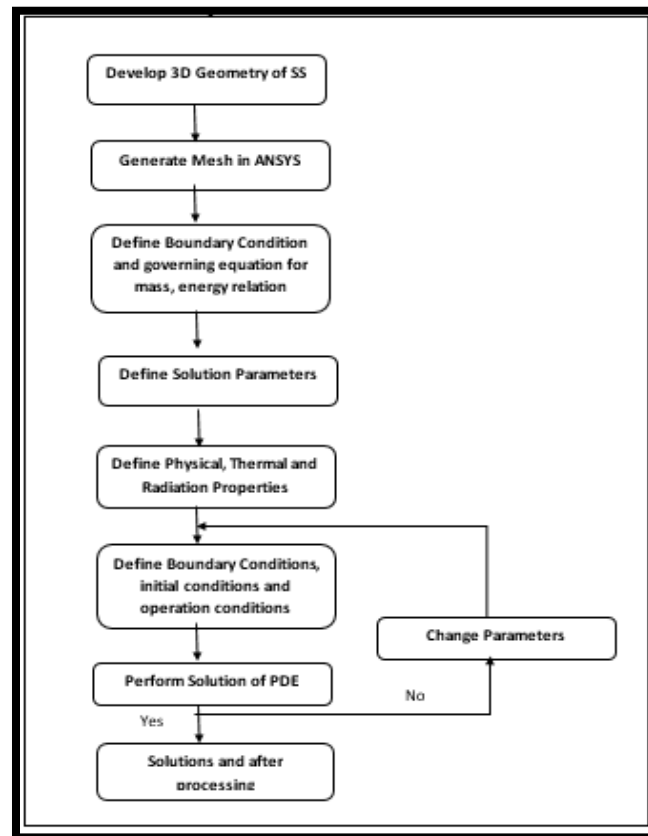 Develop 3D Geometry of SS
Generate Mesh in ANSYS
Define Boundary Condition
and governing equation for
mass, energy relation
Define Solution Parameters
Define Physical, Thermal and
Radiation Properties
Define Boundary Conditions,
initial conditions and
operation conditions
Change Parameters
Perform Solution of PDE
No
Yes
Solutions and after
processing